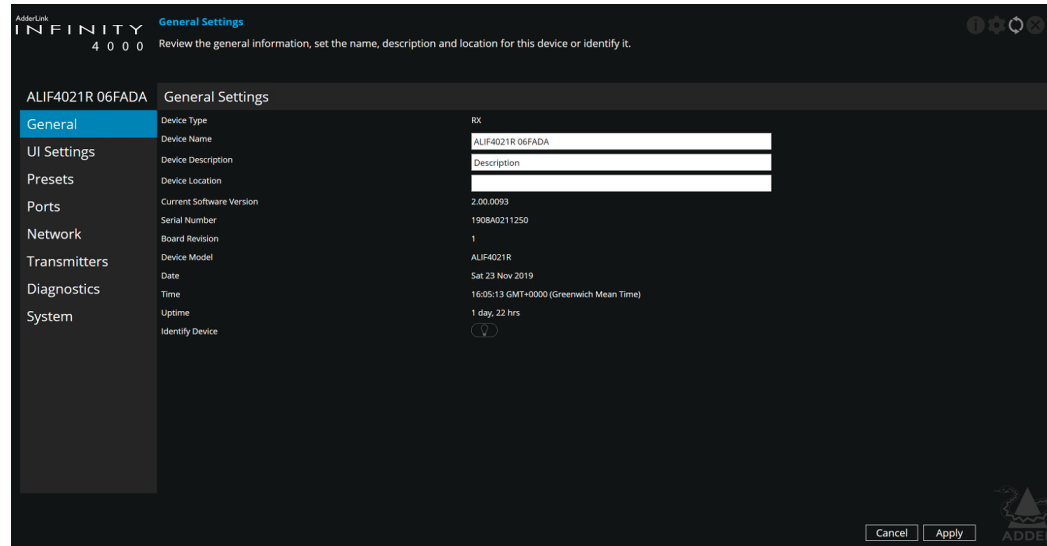 AdderLink
INFINITY
4000
General Settings
Review the general information, set the name, description and location for this device or identify it.
ALIF4021R 06FADA
General Settings
General
UI Settings
Presets
Ports
Network
Transmitters
Diagnostics
System
Device Type RX
Device Name ALIF4021R 06FADA
Device Description Description
Device Location
Current Software Version 2.00.0093
Serial Number 1908A0211250
Board Revision 1
Device Model ALIF4021R
Date Sat 23 Nov 2019
Time 16:05:13 GMT+0000 (Greenwich Mean Time)
Uptime 1 day, 22 hrs
Identify Device
Cancel Apply
ADDE